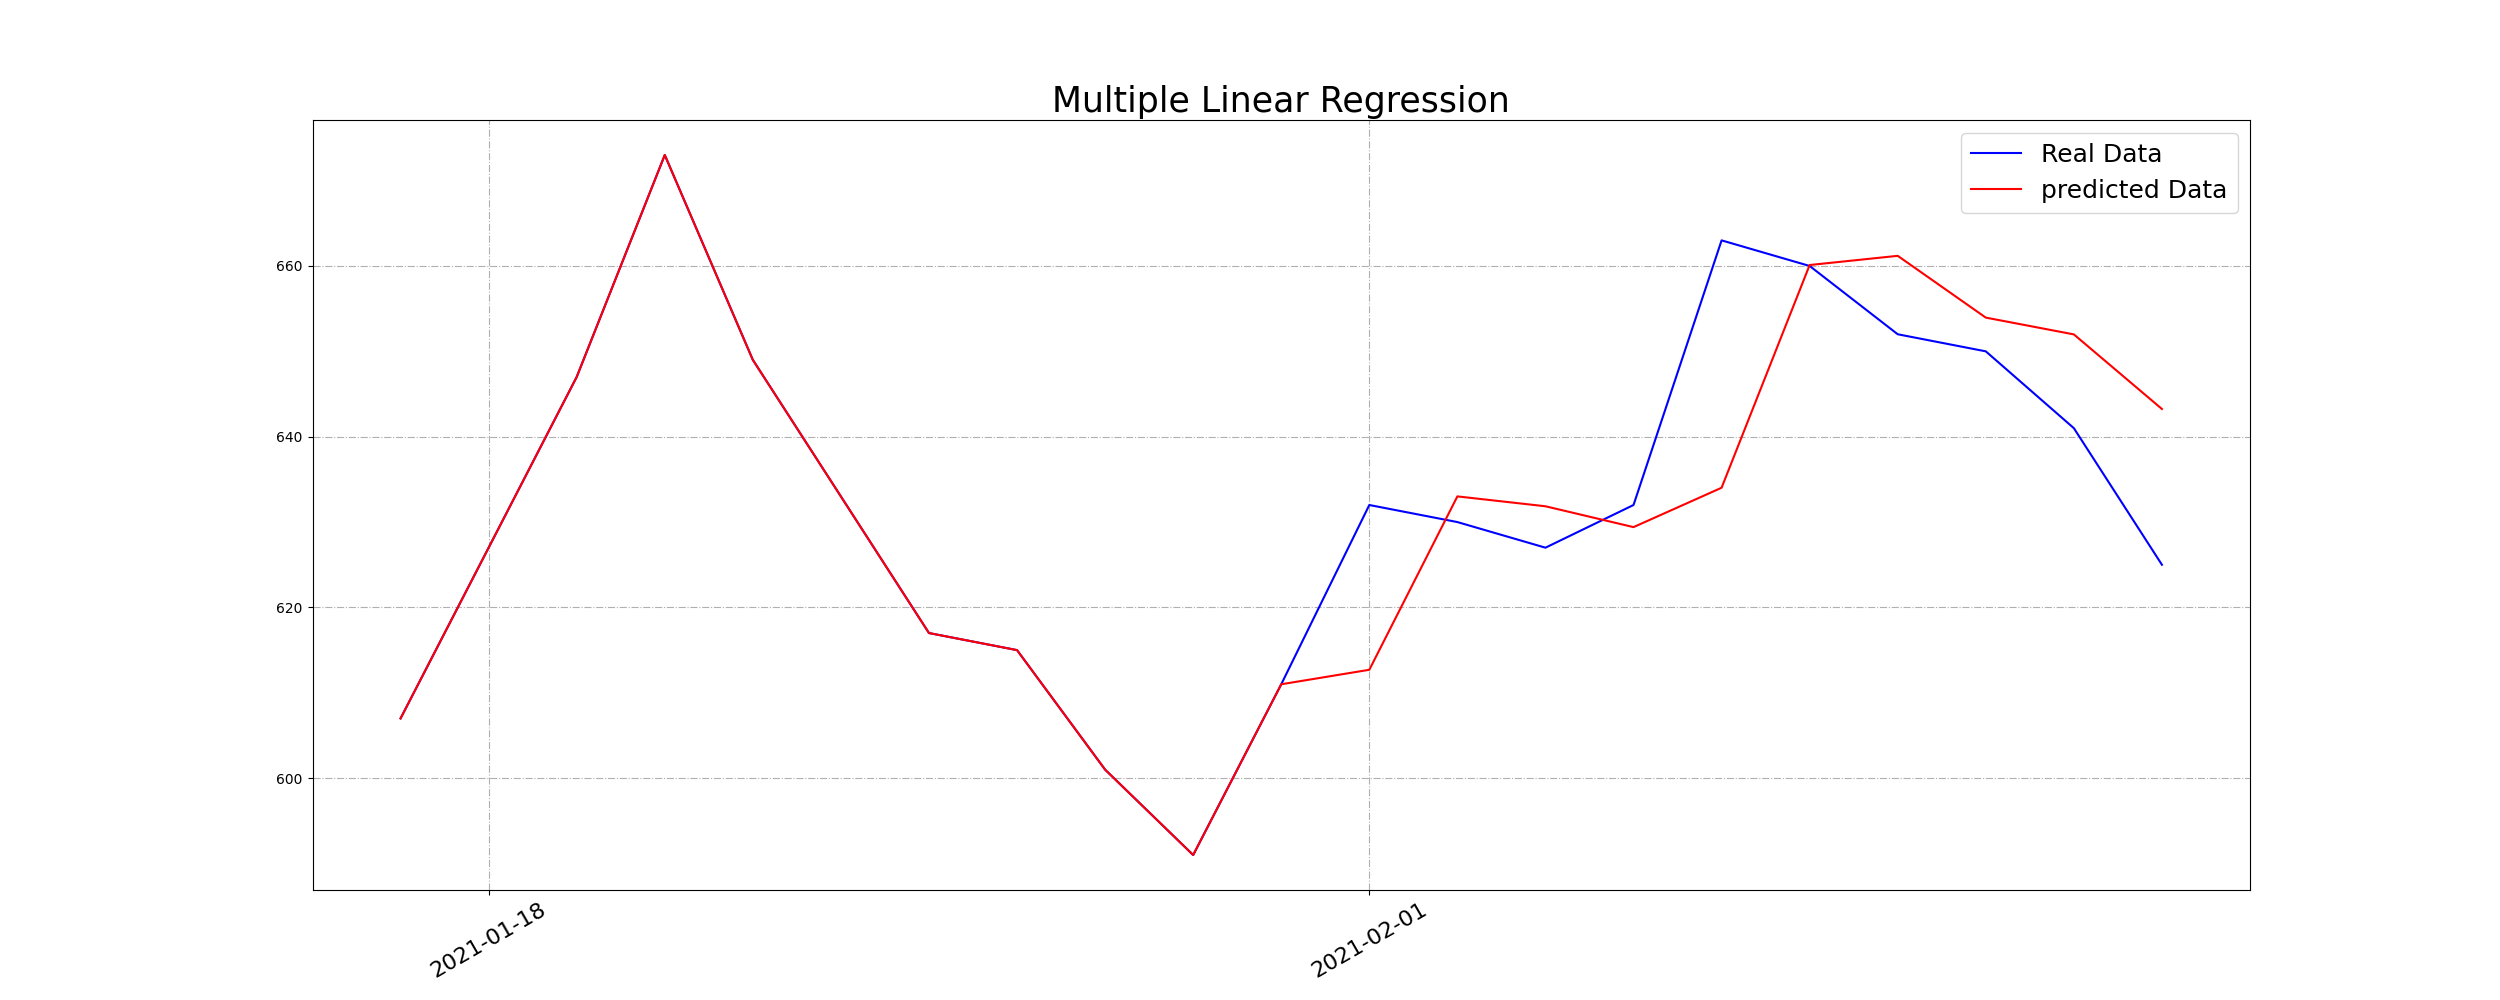 Multiple Linear Regression
Real Data
predicted Data
660
640
620
600
2021-01-18
2021-02-01